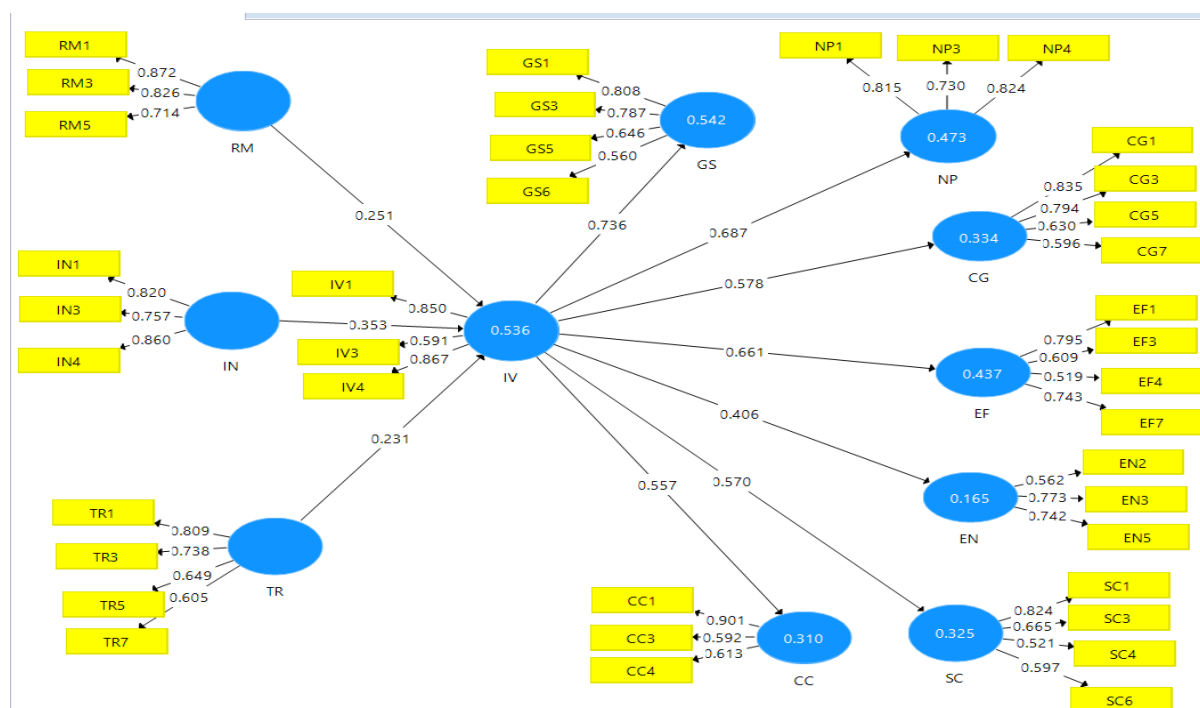 RM1
RM3
RM5
0.872
0.826
0.714
RM
0.251
GS1
GS3
GS5
GS6
0.808
0.787
0.646
0.560
0.542
GS
0.736
NP1
NP3
NP4
0.815
0.730
0.824
0.473
NP
0.687
CG1
CG3
CG5
CG7
0.835
0.794
0.630
0.596
0.334
CG
0.578
IN1
IN3
IN4
0.820
0.757
0.860
IN
0.353
IV1
IV3
IV4
0.850
0.591
0.867
0.536
IV
EF1
EF3
EF4
EF7
0.795
0.609
0.519
0.743
0.437
EF
0.661
TR1
TR3
TR5
TR7
0.809
0.738
0.649
0.605
TR
0.231
EN2
EN3
EN5
0.562
0.773
0.742
0.165
EN
0.406
CC1
CC3
CC4
0.901
0.592
0.613
0.310
CC
0.557
SC1
SC3
SC4
SC6
0.824
0.665
0.521
0.597
0.325
SC
0.570